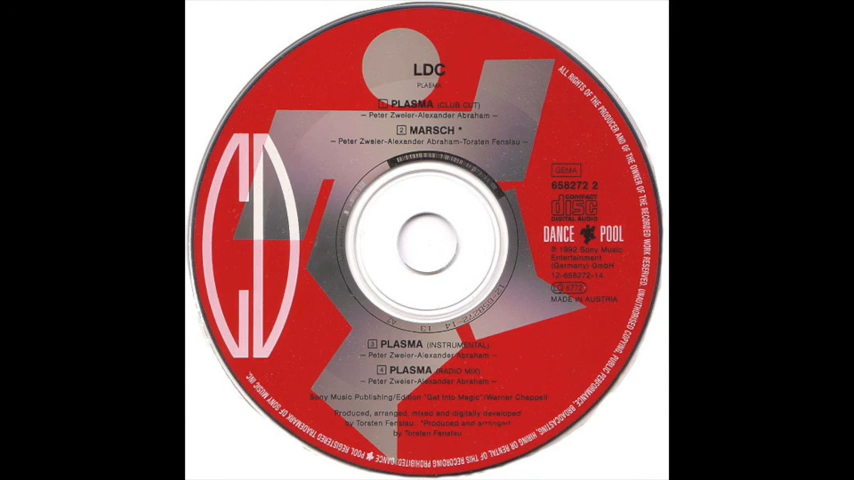 LDC
PLASMA
1 PLASMA (CLUB CUT)
– Peter Zweier-Alexander Abraham –
2 MARSCH *
– Peter Zweier-Alexander Abraham-Torsten Fenslau –
CD
GEMA
658272 2
COMPACT
disc
DIGITAL AUDIO
DANCE POOL
℗ 1992 Sony Music
Entertainment
(Germany) GmbH
12-658272-14
MADE IN AUSTRIA
12-658272-14
3 PLASMA (INSTRUMENTAL)
– Peter Zweier-Alexander Abraham –
4 PLASMA (RADIO MIX)
– Peter Zweier-Alexander Abraham –
Sony Music Publishing/Edition "Get Into Magic"/Warner Chappell
Produced, arranged, mixed and digitally developed
by Torsten Fenslau · *Produced and arranged
by Torsten Fenslau
ALL RIGHTS OF THE PRODUCER AND OF THE OWNER OF THE RECORDED WORK RESERVED. UNAUTHORISED COPYING, PUBLIC PERFORMANCE, BROADCASTING, HIRING OR RENTAL OF THIS RECORDING PROHIBITED. DANCE POOL REGISTERED TRADEMARK OF SONY MUSIC INC.